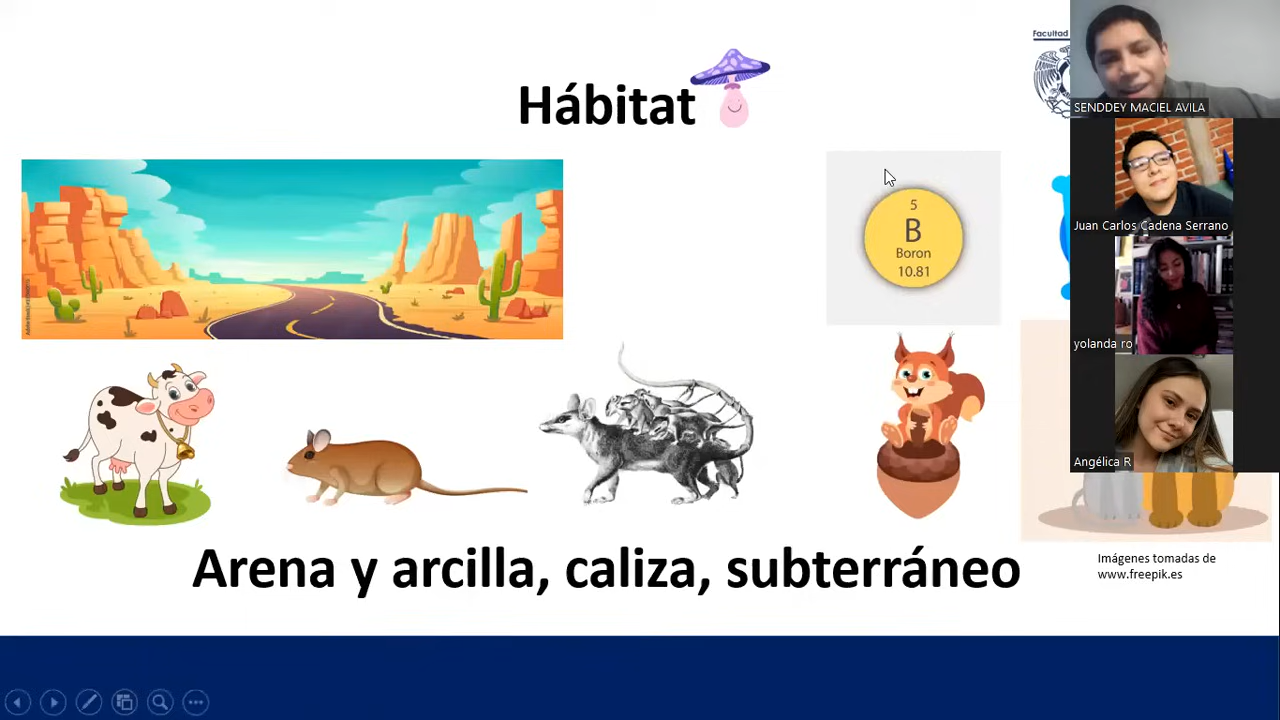 Hábitat
Facultad
SENDDEY MACIEL AVILA
5
B
Boron
10.81
Juan Carlos Cadena Serrano
yolanda ro
Angélica R
Arena y arcilla, caliza, subterráneo
Imágenes tomadas de
www.freepik.es